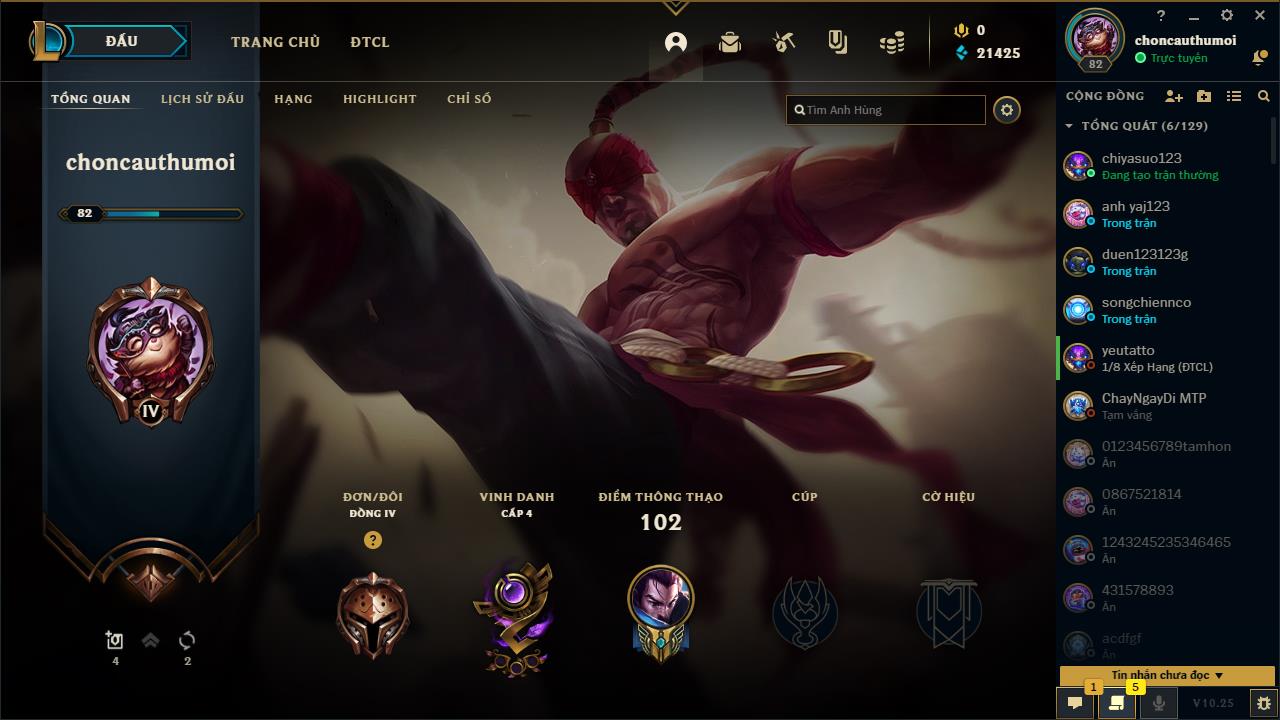 ĐẤU
TRANG CHỦ
ĐTCL
0
21425
?
choncauthumoi
Trực tuyến
82
TỔNG QUAN
LỊCH SỬ ĐẤU
HẠNG
HIGHLIGHT
CHỈ SỐ
Tìm Anh Hùng
CỘNG ĐỒNG
TỔNG QUÁT (6/129)
choncauthumoi
82
IV
4
2
ĐƠN/ĐÔI
ĐỒNG IV
?
VINH DANH
CẤP 4
ĐIỂM THÔNG THẠO
102
CÚP
CỜ HIỆU
chiyasuo123
Đang tạo trận thường
anh yaj123
Trong trận
duen123123g
Trong trận
songchiennco
Trong trận
yeutatto
1/8 Xếp Hạng (ĐTCL)
ChayNgayDi MTP
Tạm vắng
0123456789tamhon
Ẩn
0867521814
Ẩn
1243245235346465
Ẩn
431578893
Ẩn
acdfgf
Ẩn
Tin nhắn chưa đọc
1
5
V10.25